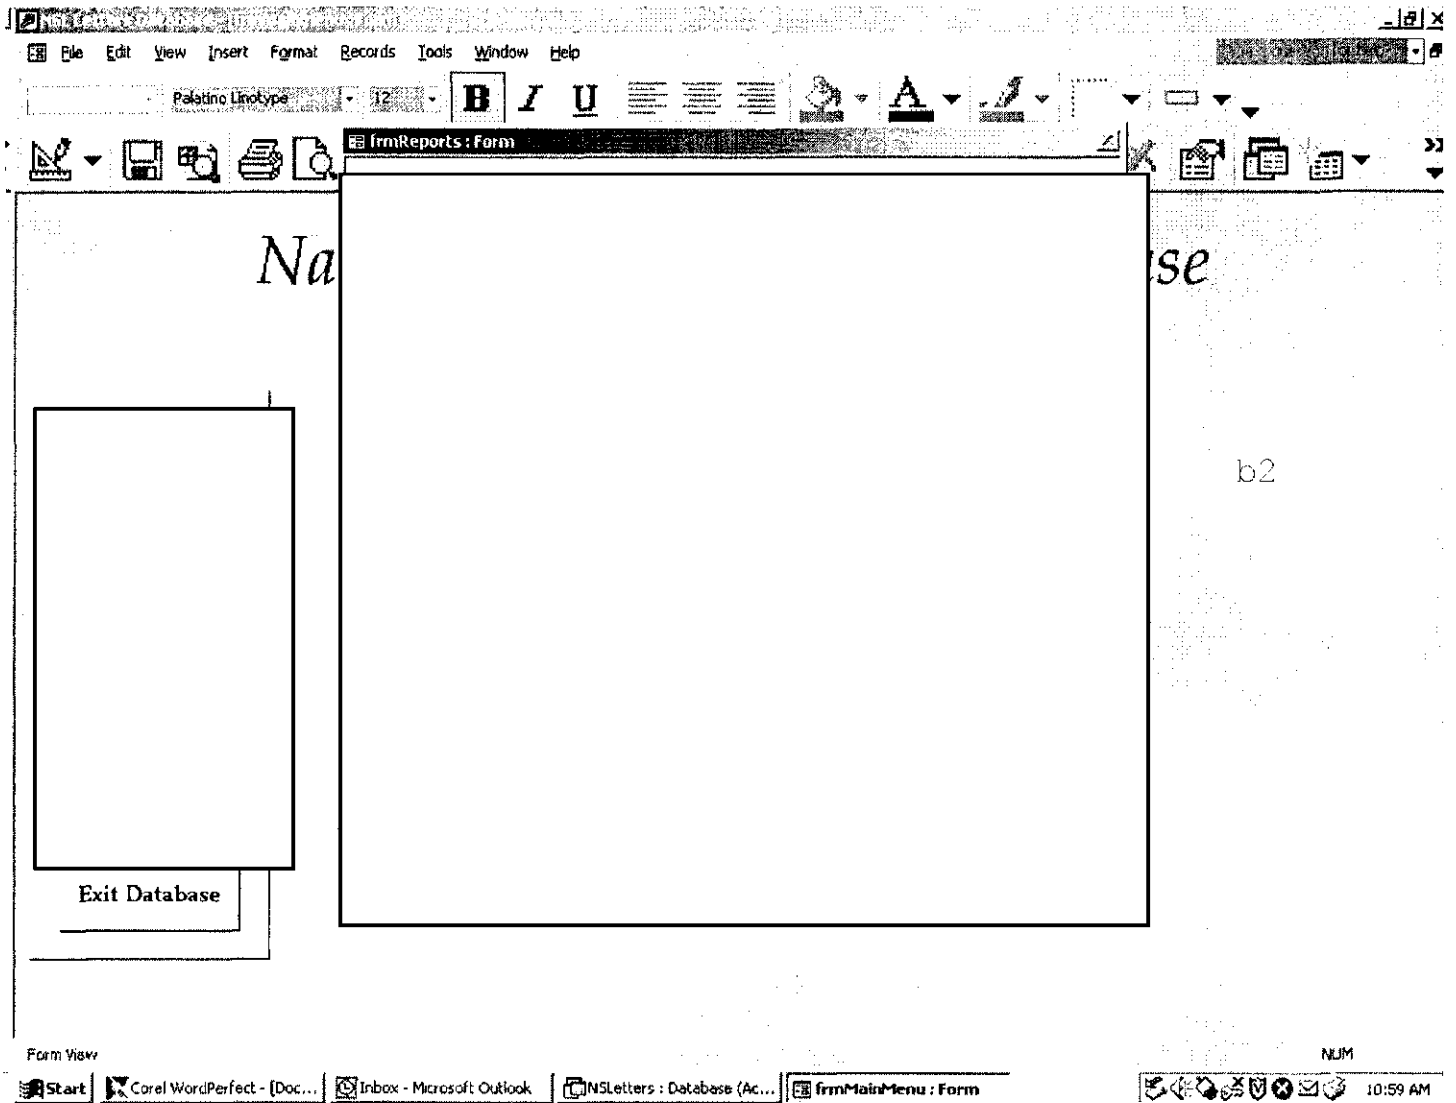 File Edit View Insert Format Records Tools Window Help
Palatino Linotype 12 B I U A
frmReports : Form
Na se
b2
Exit Database
Form View NUM
Start Corel WordPerfect - [Doc... Inbox - Microsoft Outlook NSLetters : Database (Ac... frmMainMenu : Form 10:59 AM